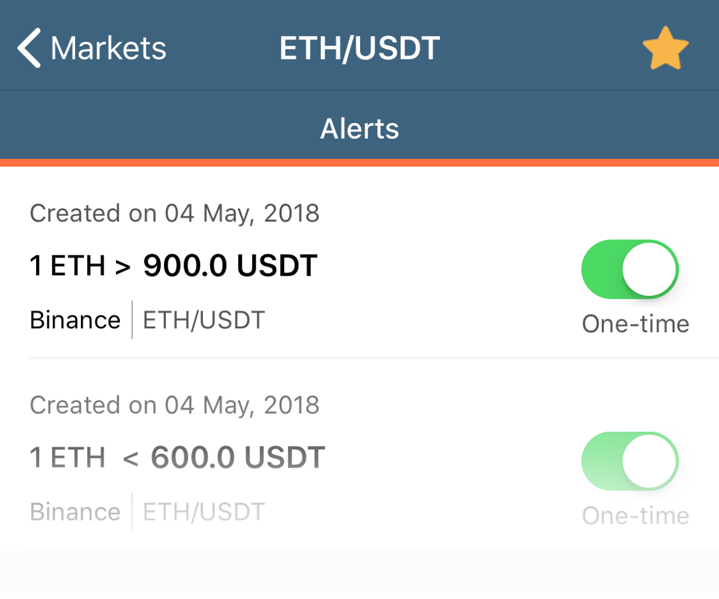 Markets
ETH/USDT
Alerts
Created on 04 May, 2018
1 ETH > 900.0 USDT
Binance
ETH/USDT
One-time
Created on 04 May, 2018
1 ETH < 600.0 USDT
Binance
ETH/USDT
One-time